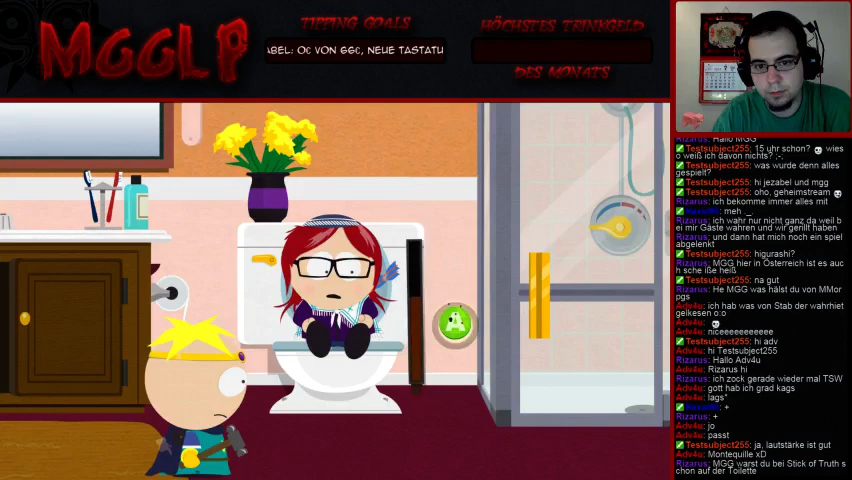 MGGLP
TIPPING GOALS
ABEL: 0€ VON 66€, NEUE TASTATU
HÖCHSTES TRINKGELD
DES MONATS
Rizarus: Hallo MGG
Testsubject255: 15 uhr schon? wies
o weiß ich davon nichts? ;-;
Testsubject255: was wurde denn alles
gespielt?
Testsubject255: hi jezabel und mgg
Testsubject255: oho, geheimstream
Rizarus: ich bekomme immer alles mit
meh ._.
Rizarus: ich wahr nur nicht ganz da weil b
ei mir Gäste wahren und wir gerillt haben
Rizarus: und dann hat mich noch ein spiel
abgelenkt
Testsubject255: higurashi?
Rizarus: MGG hier in Österreich ist es auc
h sche iße heiß
Testsubject255: na gut
Rizarus: He MGG was hälst du von MMor
pgs
Adv4u: ich hab was von Stab der wahrhiet
gelkesen o:o
Adv4u:
Adv4u: niceeeeeeeeeee
Testsubject255: hi adv
Adv4u: hi Testsubject255
Rizarus: Hallo Adv4u
Adv4u: Rizarus hi
Rizarus: ich zock gerade wieder mal TSW
Adv4u: gott hab ich grad kags
Adv4u: lags*
+
Rizarus: +
Adv4u: jo
Adv4u: passt
Testsubject255: ja, lautstärke ist gut
Adv4u: Montequille xD
Rizarus: MGG warst du bei Stick of Truth s
chon auf der Toilette